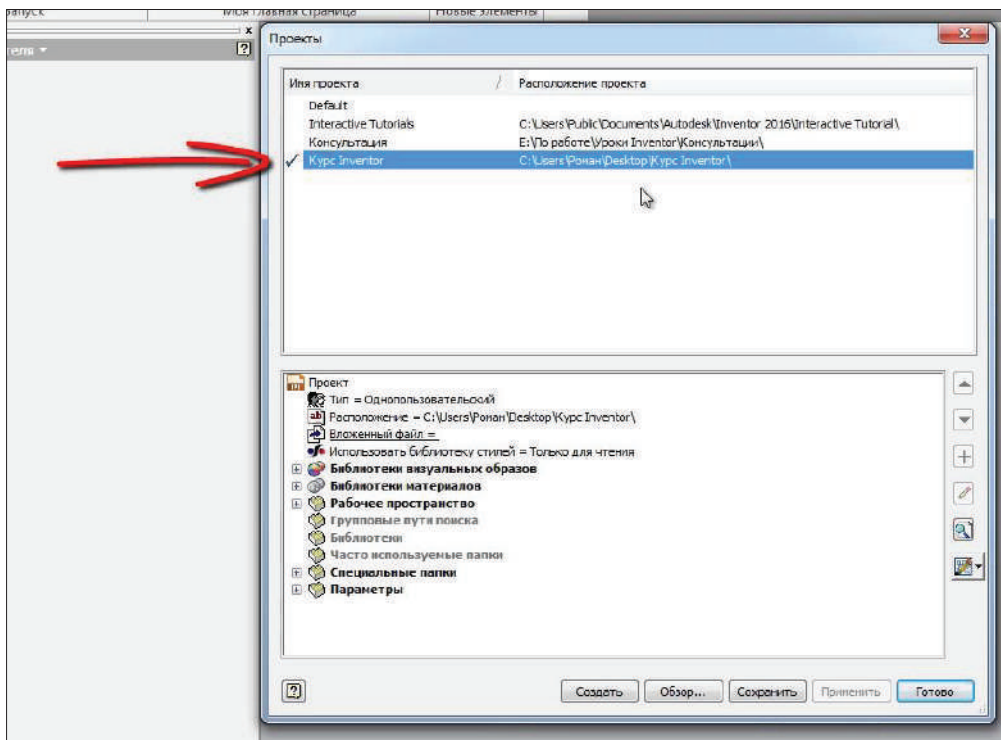 Моя главная страница
Новые элементы
Проекты
Имя проекта / Расположение проекта
Default
Interactive Tutorials C:\Users\Public\Documents\Autodesk\Inventor 2016\Interactive Tutorial\
Консультация E:\По работе\Уроки Inventor\Консультации\
Курс Inventor C:\Users\Роман\Desktop\Курс Inventor\
Проект
Тип = Однопользовательский
Расположение = C:\Users\Роман\Desktop\Курс Inventor\
Вложенный файл =
Использовать библиотеку стилей = Только для чтения
Библиотеки визуальных образов
Библиотеки материалов
Рабочее пространство
Групповые пути поиска
Библиотеки
Часто используемые папки
Специальные папки
Параметры
Создать Обзор... Сохранить Применить Готово